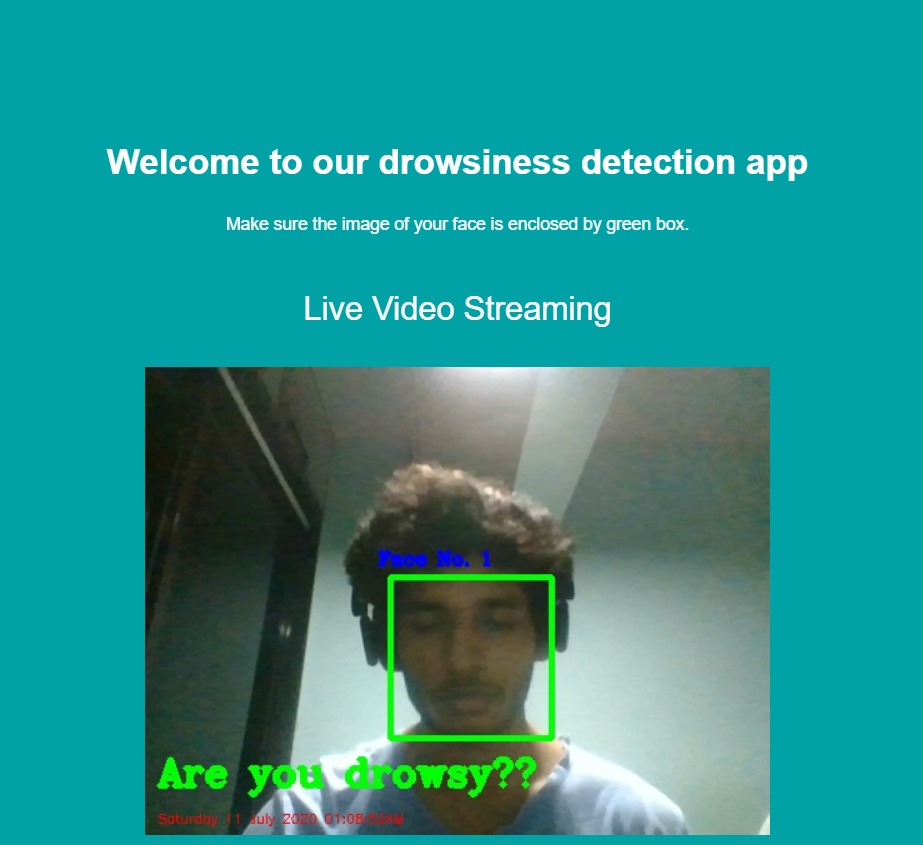 Welcome to our drowsiness detection app
Make sure the image of your face is enclosed by green box.
Live Video Streaming
Face No. 1
Are you drowsy??
Saturday 11 July 2020 01:08:52AM